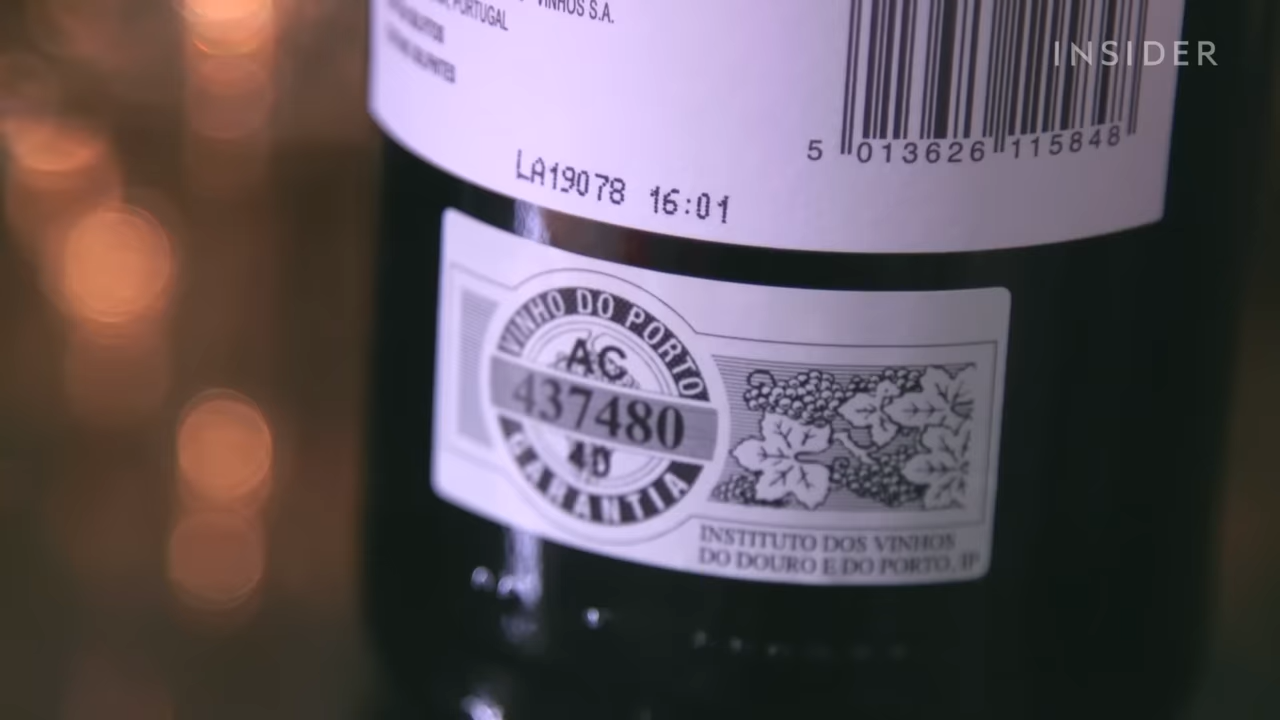 VINHOS S.A.
PORTUGAL
INSIDER
5 013626 115848
LA19078 16:01
VINHO DO PORTO
AC
437480
4D
GARANTIA
INSTITUTO DOS VINHOS
DO DOURO E DO PORTO, IP